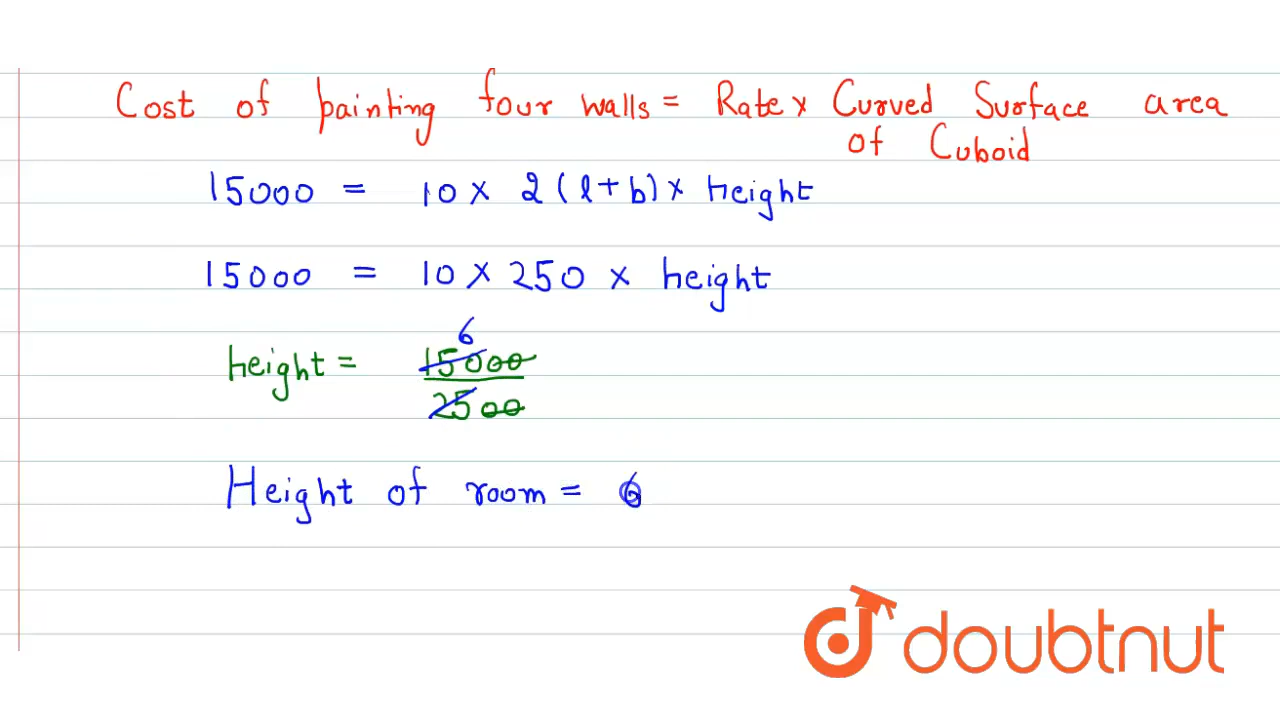 Cost of painting four walls = Rate x Curved Surface area
of Cuboid
15000 = 10 x 2 (l + b) x height
15000 = 10 x 250 x height
6
height = 15000
2500
Height of room = 6
doubtnut